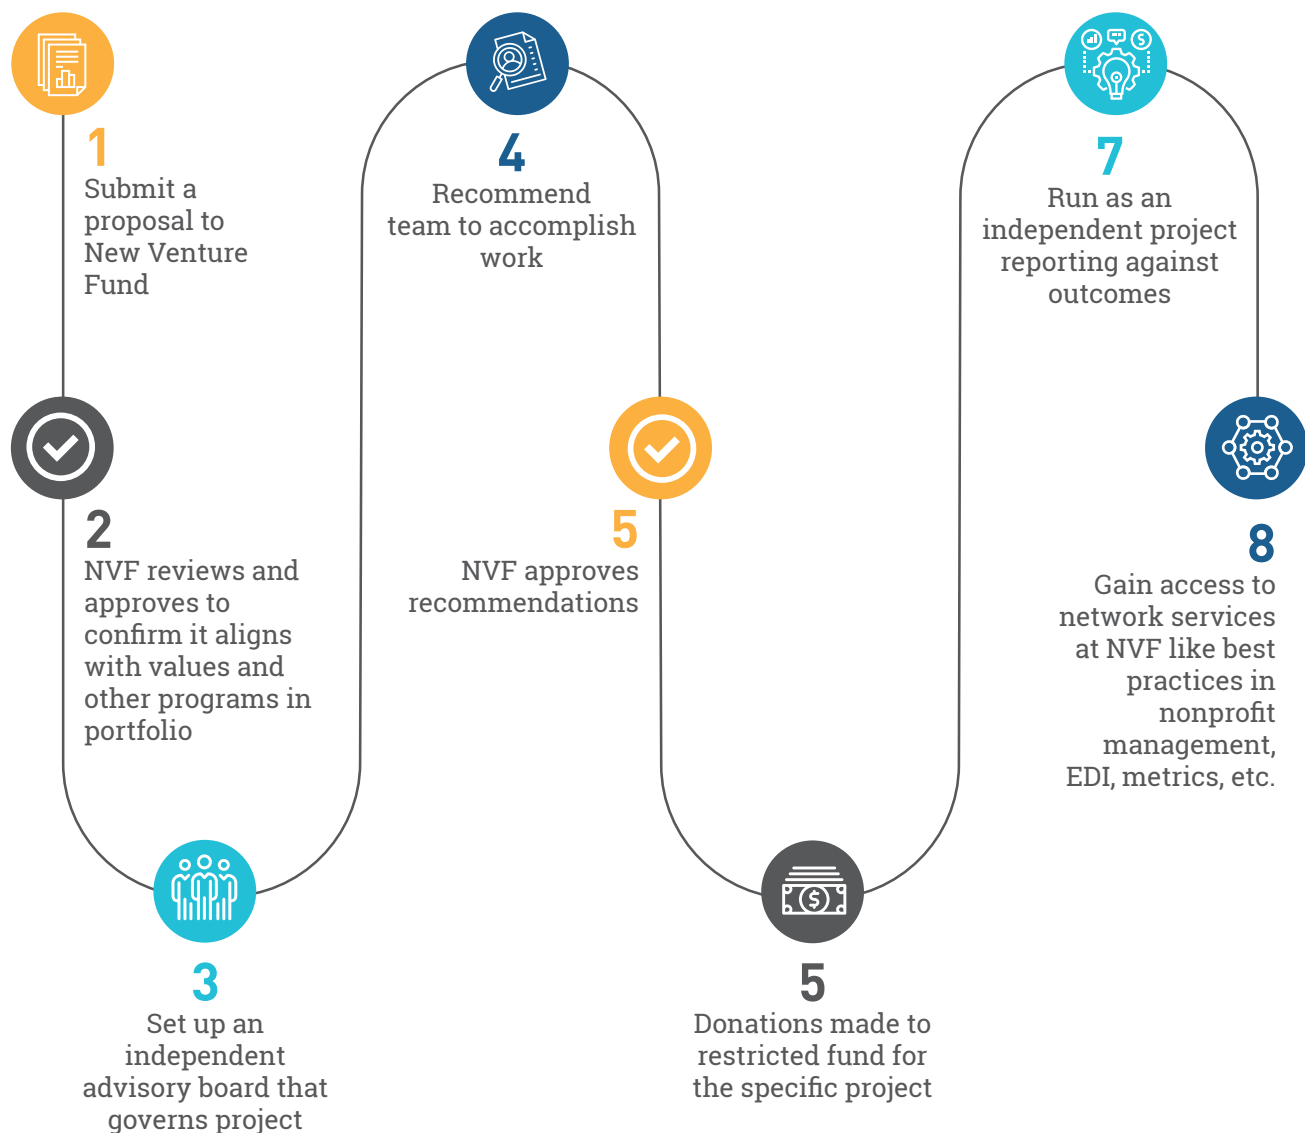 1
Submit a
proposal to
New Venture
Fund
2
NVF reviews and
approves to
confirm it aligns
with values and
other programs in
portfolio
3
Set up an
independent
advisory board that
governs project
4
Recommend
team to accomplish
work
5
NVF approves
recommendations
5
Donations made to
restricted fund for
the specific project
7
Run as an
independent project
reporting against
outcomes
8
Gain access to
network services
at NVF like best
practices in
nonprofit
management,
EDI, metrics, etc.